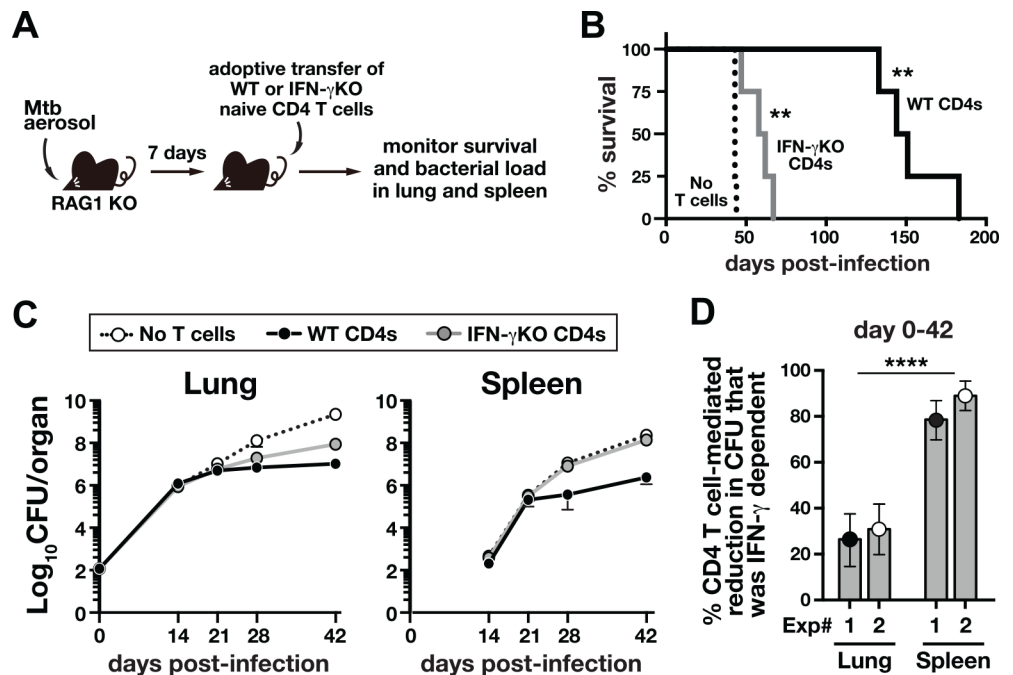 A
adoptive transfer of
WT or IFN-γKO
naive CD4 T cells
Mtb
aerosol
7 days
RAG1 KO
monitor survival
and bacterial load
in lung and spleen
B
% survival
100
75
50
25
0
**
WT CD4s
**
IFN-γKO
CD4s
No
T cells
0 50 100 150 200
days post-infection
C
No T cells WT CD4s IFN-γKO CD4s
Lung
Log10CFU/organ
10
8
6
4
2
0
0 14 21 28 42
days post-infection
Spleen
10
8
6
4
2
0
0 14 21 28 42
days post-infection
D
day 0-42
****
% CD4 T cell-mediated
reduction in CFU that
was IFN-γ dependent
100
80
60
40
20
0
Exp# 1 2 1 2
Lung Spleen